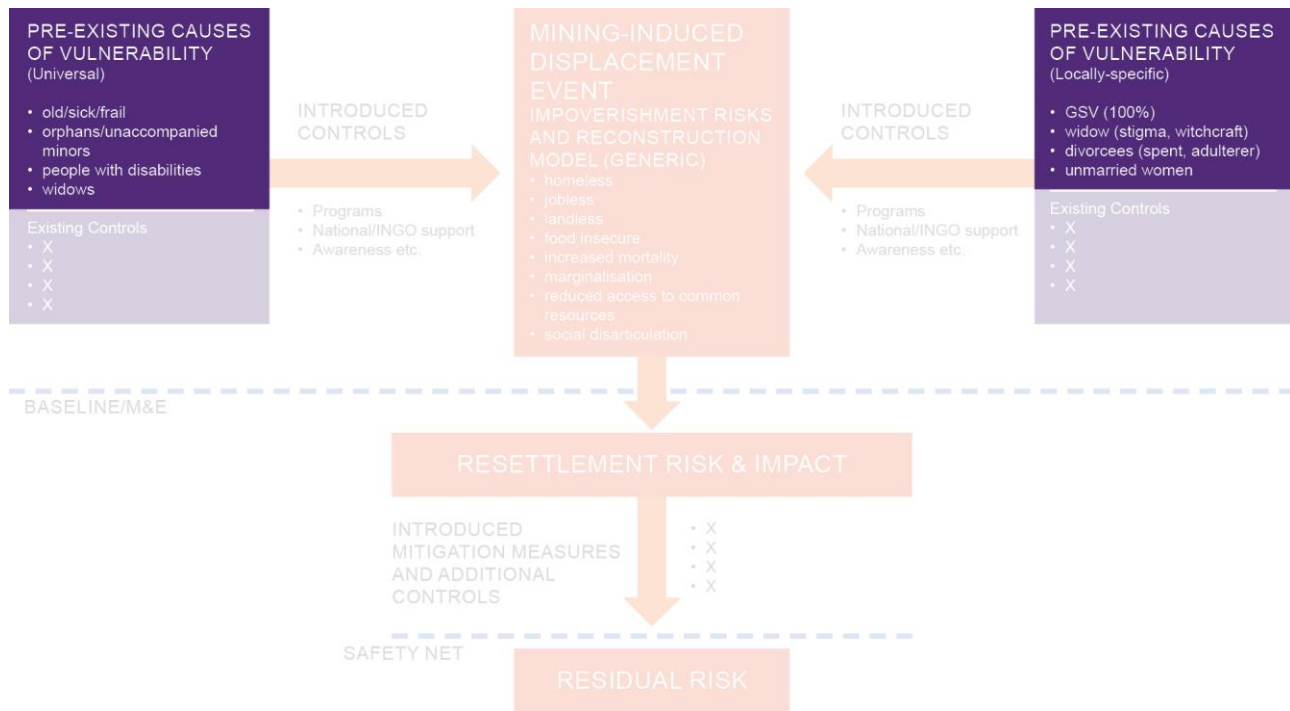 PRE-EXISTING CAUSES
OF VULNERABILITY
(Universal)
• old/sick/frail
• orphans/unaccompanied
minors
• people with disabilities
• widows
Existing Controls
• X
• X
• X
• X
INTRODUCED
CONTROLS
• Programs
• National/INGO support
• Awareness etc.
MINING-INDUCED
DISPLACEMENT
EVENT
IMPOVERISHMENT RISKS
AND RECONSTRUCTION
MODEL (GENERIC)
• homeless
• jobless
• landless
• food insecure
• increased mortality
• marginalisation
• reduced access to common
resources
• social disarticulation
INTRODUCED
CONTROLS
• Programs
• National/INGO support
• Awareness etc.
PRE-EXISTING CAUSES
OF VULNERABILITY
(Locally-specific)
• GSV (100%)
• widow (stigma, witchcraft)
• divorcees (spent, adulterer)
• unmarried women
Existing Controls
• X
• X
• X
• X
BASELINE/M&E
RESETTLEMENT RISK & IMPACT
INTRODUCED
MITIGATION MEASURES
AND ADDITIONAL
CONTROLS
• X
• X
• X
• X
SAFETY NET
RESIDUAL RISK